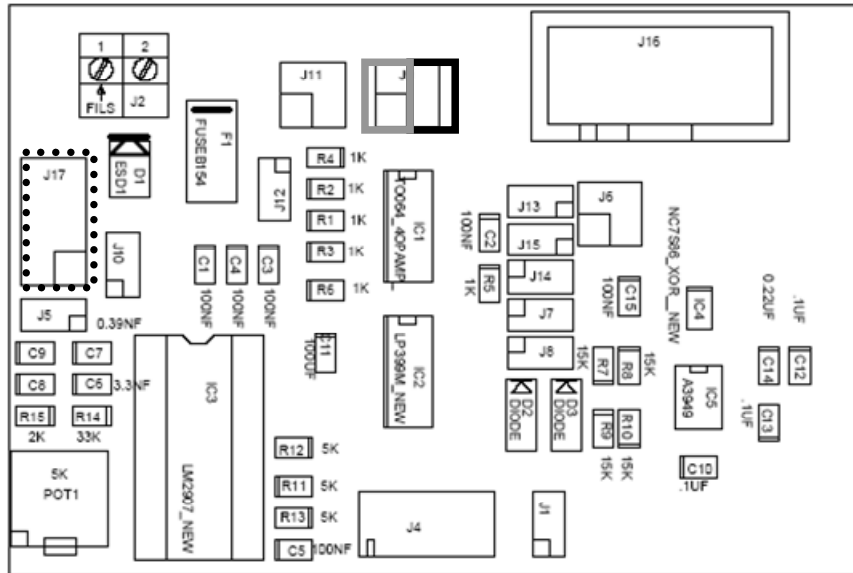 1 2
J2
FILS
J17
ESD1
D1
FUSE8154
F1
J11
J
J16
J12
J10
J5
0.39NF
R4 1K
R2 1K
R1 1K
R3 1K
R6 1K
C1
100NF
C4
100NF
C3
100NF
TO064_4OPAMP_
IC1
100NF
C2
1K
R5
J13
J15
J14
J7
J8
J6
NC7S86_XOR__NEW
100NF
C15
IC4
0.22UF
.1UF
C14
C12
C9
C7
C8
C6 3.3NF
R15
R14
2K
33K
5K
POT1
IC3
LM2907_NEW
100UF
C11
LP399M_NEW
IC2
15K
R7
R8
15K
D2
DIODE
D3
DIODE
R9
R10
15K
15K
A3949
IC5
.1UF
C13
C10
.1UF
R12 5K
R11 5K
R13 5K
C5 100NF
J4
J1